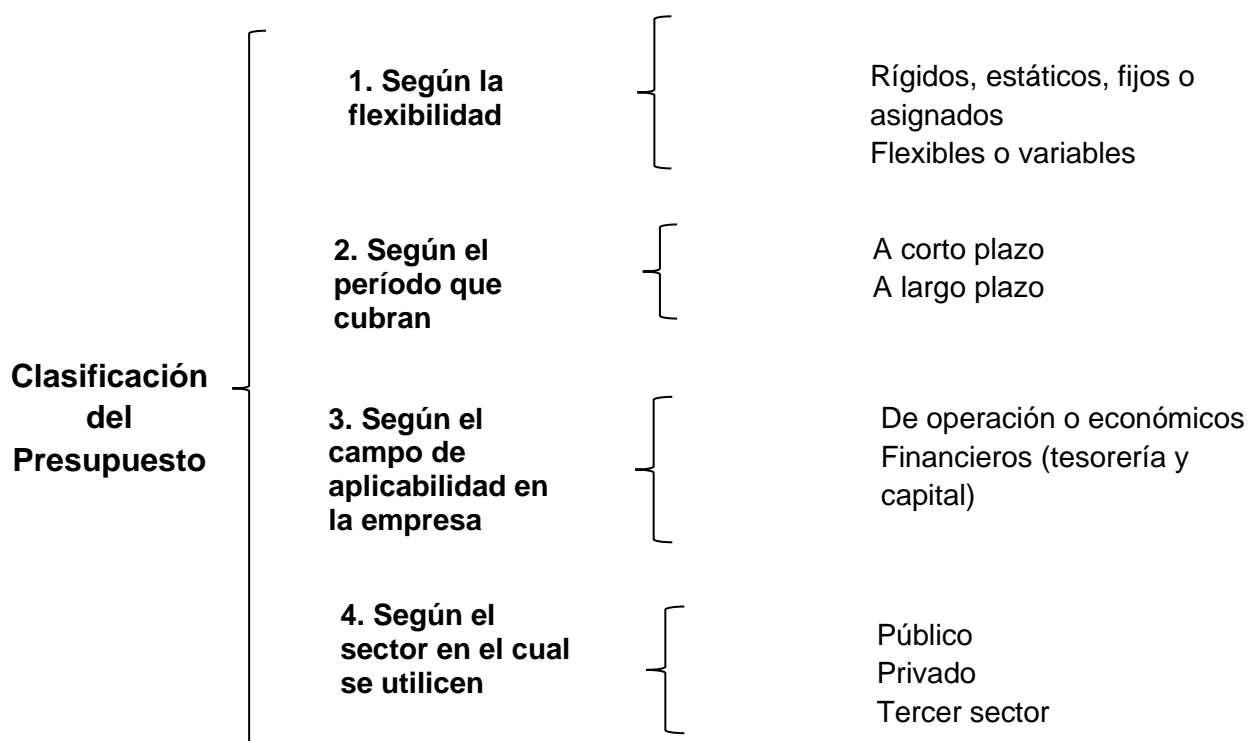 Clasificación
del
Presupuesto
1. Según la
flexibilidad
Rígidos, estáticos, fijos o
asignados
Flexibles o variables
2. Según el
período que
cubran
A corto plazo
A largo plazo
3. Según el
campo de
aplicabilidad en
la empresa
De operación o económicos
Financieros (tesorería y
capital)
4. Según el
sector en el cual
se utilicen
Público
Privado
Tercer sector